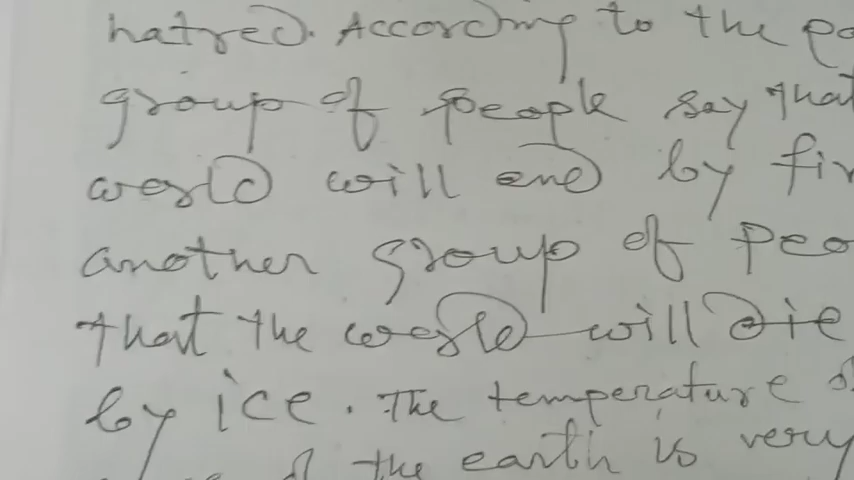 hatred. According to the
group of people say that
world will end by
another group of
that the world will die
by ice. The temperature
the earth is very